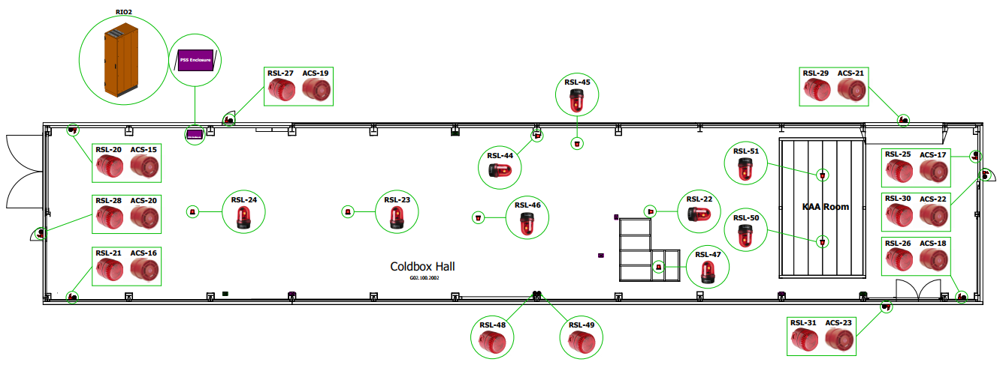 RIO2
PSS Enclosure
RSL-27 ACS-19
RSL-45
RSL-29 ACS-21
RSL-20 ACS-15
RSL-44
RSL-51
RSL-25 ACS-17
RSL-28 ACS-20
RSL-24
RSL-23
RSL-46
RSL-22
RSL-50
KAA Room
RSL-30 ACS-22
RSL-21 ACS-16
Coldbox Hall
G02.100.2002
RSL-47
RSL-26 ACS-18
RSL-48
RSL-49
RSL-31 ACS-23